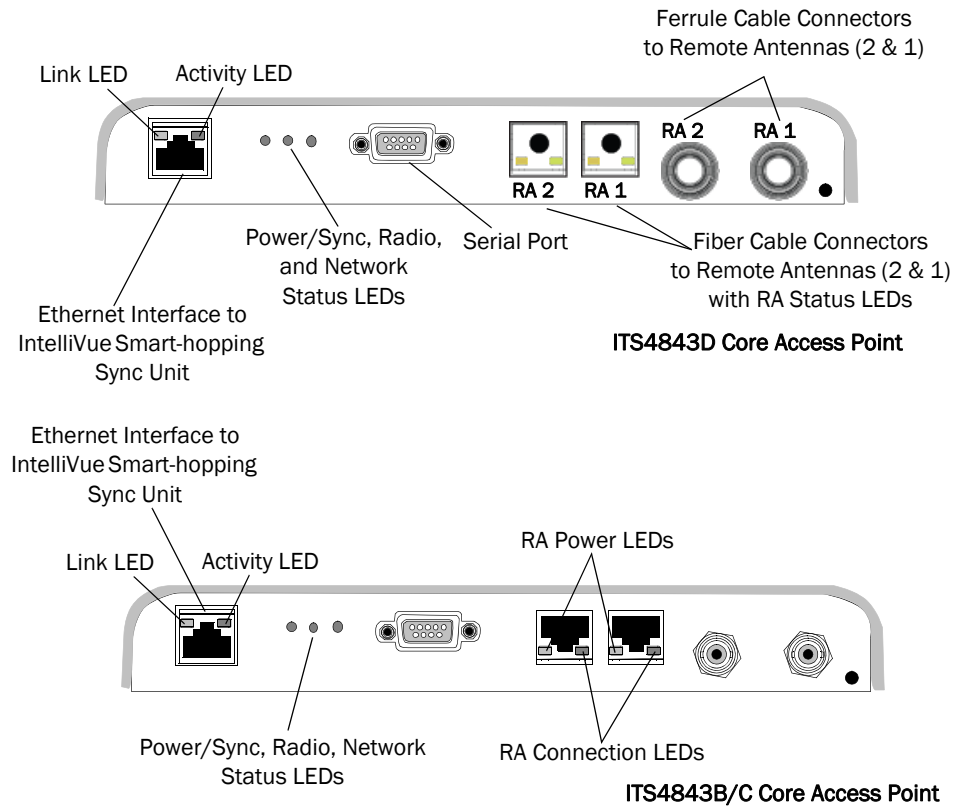 Ferrule Cable Connectors
to Remote Antennas (2 & 1)
Link LED
Activity LED
RA 2
RA 1
RA 2
RA 1
Power/Sync, Radio,
and Network
Status LEDs
Serial Port
Fiber Cable Connectors
to Remote Antennas (2 & 1)
with RA Status LEDs
Ethernet Interface to
IntelliVue Smart-hopping
Sync Unit
ITS4843D Core Access Point
Ethernet Interface to
IntelliVue Smart-hopping
Sync Unit
Link LED
Activity LED
RA Power LEDs
Power/Sync, Radio, Network
Status LEDs
RA Connection LEDs
ITS4843B/C Core Access Point